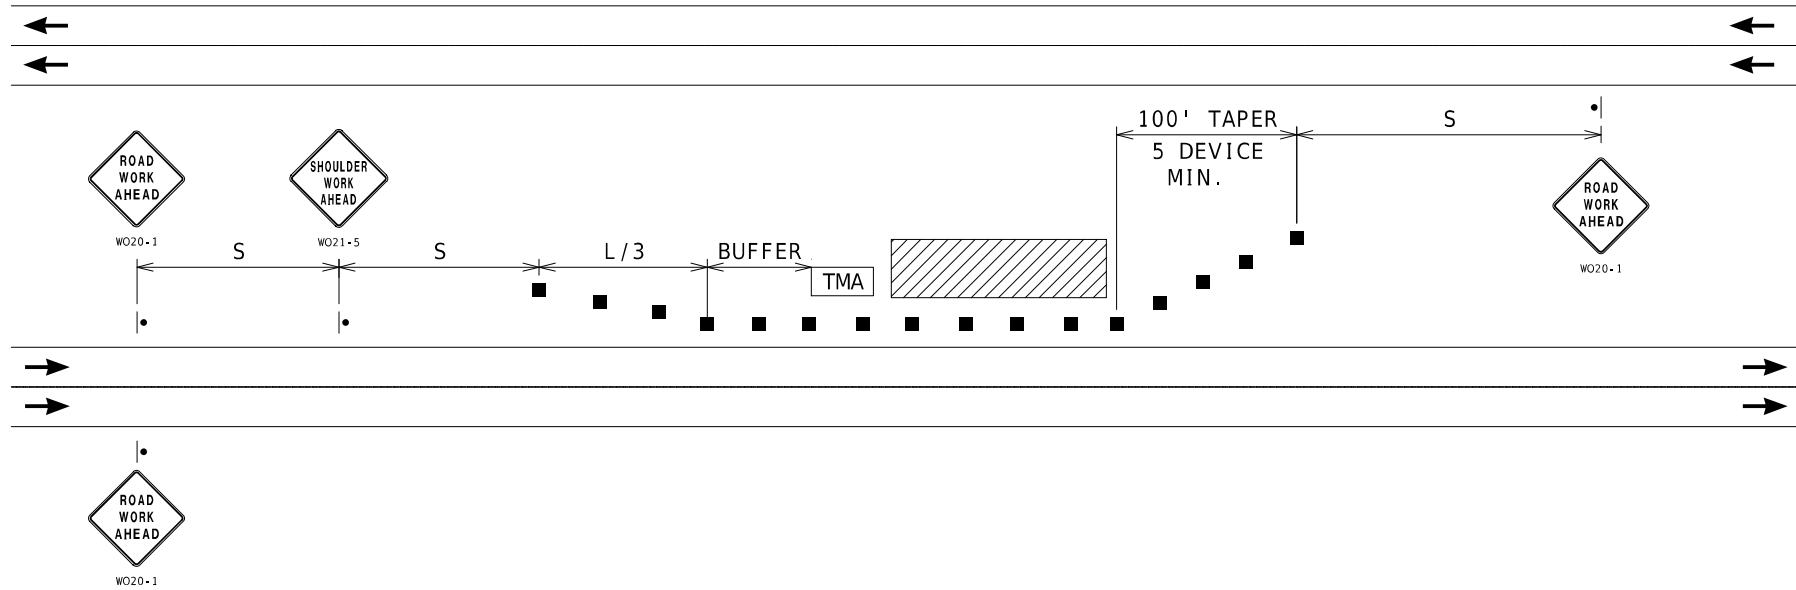 100' TAPER
S
5 DEVICE
MIN.
ROAD
WORK
AHEAD
WO20-1
SHOULDER
WORK
AHEAD
WO21-5
ROAD
WORK
AHEAD
WO20-1
S
S
L/3
BUFFER
TMA
ROAD
WORK
AHEAD
WO20-1